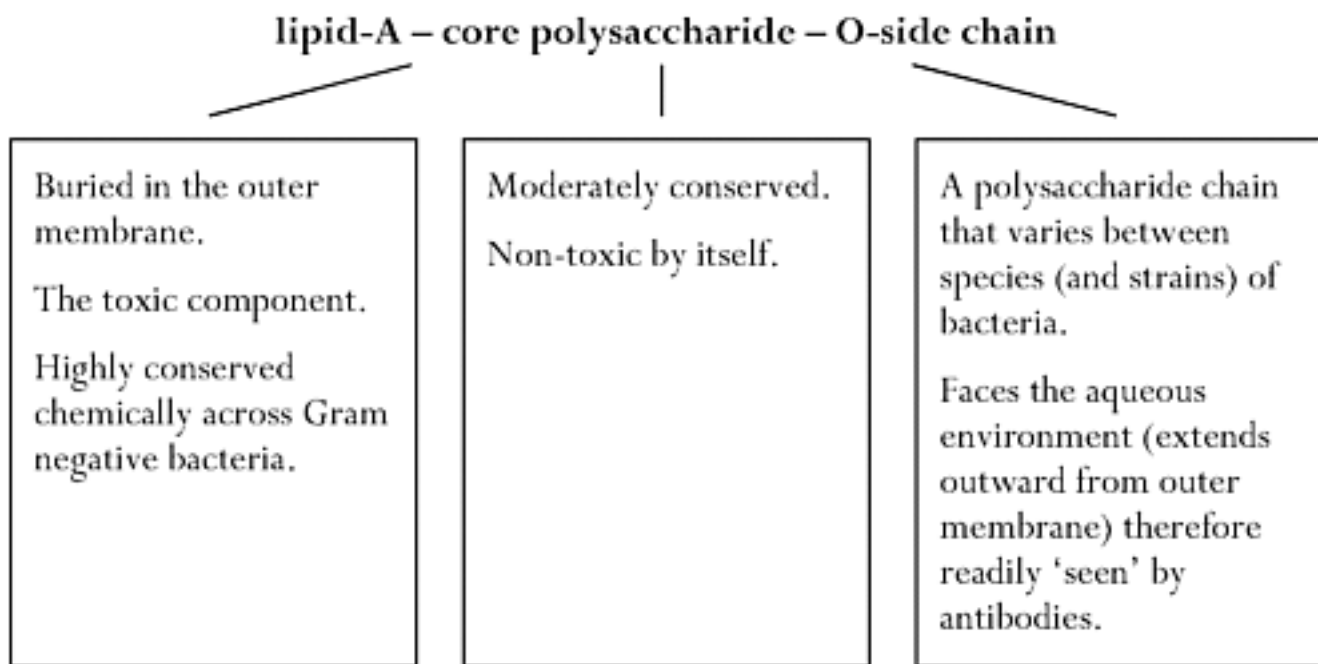 lipid-A – core polysaccharide – O-side chain
Buried in the outer
membrane.
The toxic component.
Highly conserved
chemically across Gram
negative bacteria.
Moderately conserved.
Non-toxic by itself.
A polysaccharide chain
that varies between
species (and strains) of
bacteria.
Faces the aqueous
environment (extends
outward from outer
membrane) therefore
readily ‘seen’ by
antibodies.